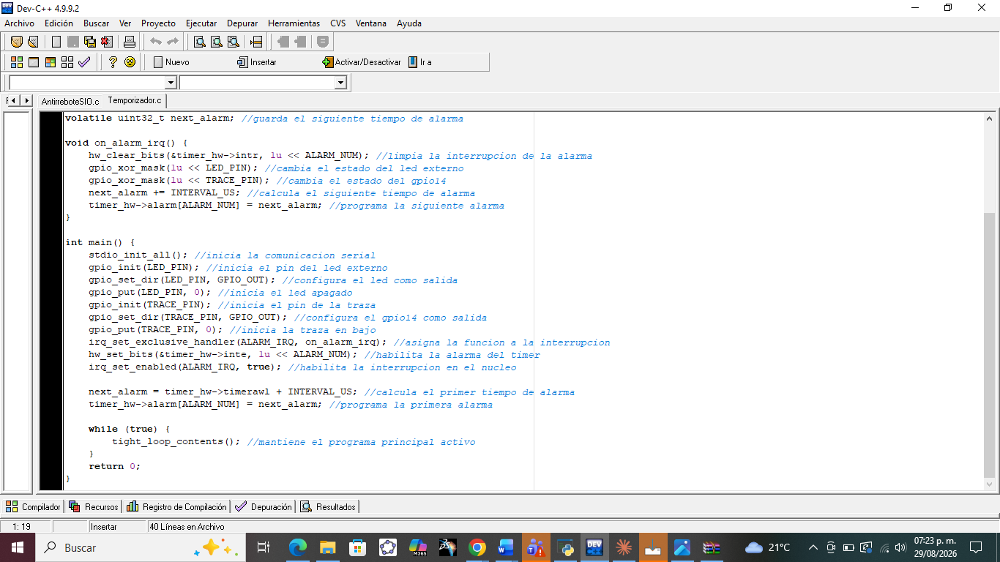 Dev-C++ 4.9.9.2
Archivo Edición Buscar Ver Proyecto Ejecutar Depurar Herramientas CVS Ventana Ayuda
Nuevo Insertar Activar/Desactivar Ir a
AntirreboteSIO.c Temporizador.c
volatile uint32_t next_alarm; //guarda el siguiente tiempo de alarma
void on_alarm_irq() {
hw_clear_bits(&timer_hw->intr, 1u << ALARM_NUM); //limpia la interrupcion de la alarma
gpio_xor_mask(1u << LED_PIN); //cambia el estado del led externo
gpio_xor_mask(1u << TRACE_PIN); //cambia el estado del gpio14
next_alarm += INTERVAL_US; //calcula el siguiente tiempo de alarma
timer_hw->alarm[ALARM_NUM] = next_alarm; //programa la siguiente alarma
}
int main() {
stdio_init_all(); //inicia la comunicacion serial
gpio_init(LED_PIN); //inicia el pin del led externo
gpio_set_dir(LED_PIN, GPIO_OUT); //configura el led como salida
gpio_put(LED_PIN, 0); //inicia el led apagado
gpio_init(TRACE_PIN); //inicia el pin de la traza
gpio_set_dir(TRACE_PIN, GPIO_OUT); //configura el gpio14 como salida
gpio_put(TRACE_PIN, 0); //inicia la traza en bajo
irq_set_exclusive_handler(ALARM_IRQ, on_alarm_irq); //asigna la funcion a la interrupcion
hw_set_bits(&timer_hw->inte, 1u << ALARM_NUM); //habilita la alarma del timer
irq_set_enabled(ALARM_IRQ, true); //habilita la interrupcion en el nucleo
next_alarm = timer_hw->timerawl + INTERVAL_US; //calcula el primer tiempo de alarma
timer_hw->alarm[ALARM_NUM] = next_alarm; //programa la primera alarma
while (true) {
tight_loop_contents(); //mantiene el programa principal activo
}
return 0;
}
Compilador Recursos Registro de Compilación Depuración Resultados
1: 19 Insertar 40 Líneas en Archivo
Buscar
M365
DEV
21°C
07:23 p. m.
29/08/2026